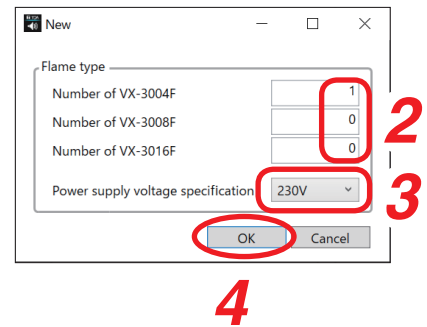 New
Flame type
Number of VX-3004F 1
Number of VX-3008F 0
2
Number of VX-3016F 0
Power supply voltage specification 230V
3
OK Cancel
4